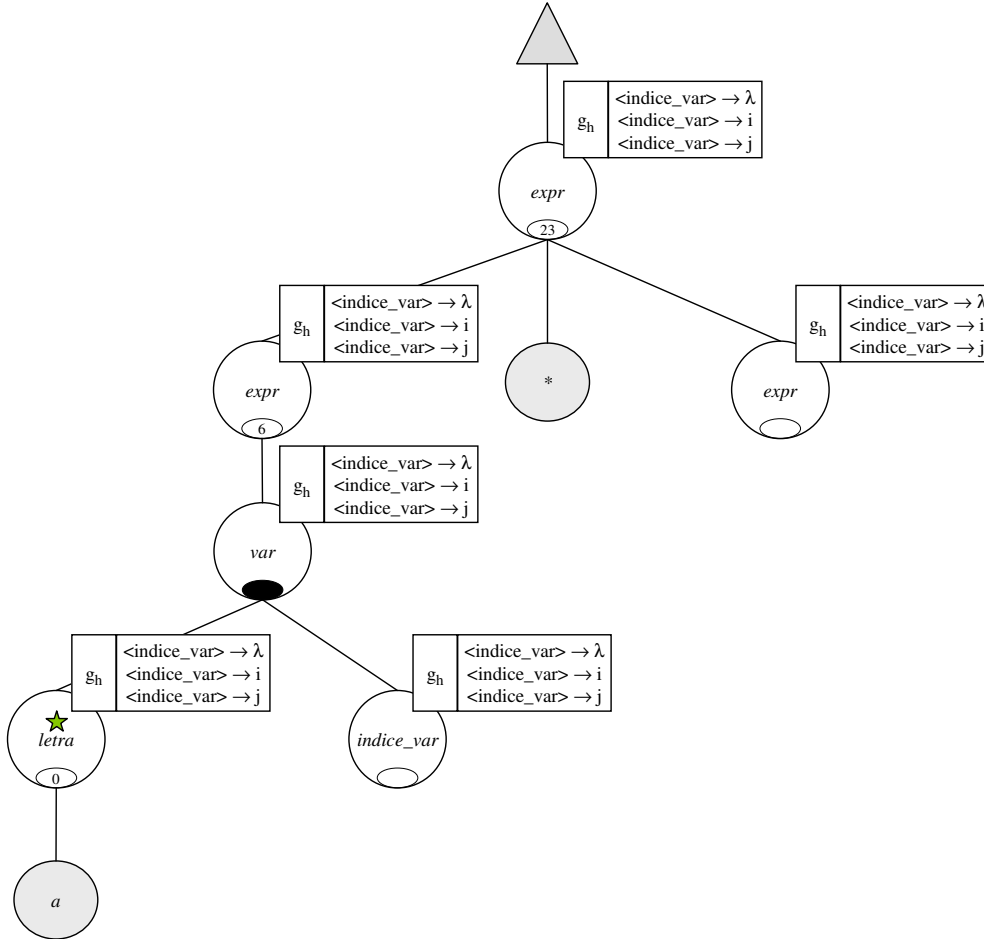 <indice_var> → λ
g_h
<indice_var> → i
<indice_var> → j
expr
23
<indice_var> → λ
g_h
<indice_var> → i
<indice_var> → j
expr
6
*
<indice_var> → λ
g_h
<indice_var> → i
<indice_var> → j
expr
<indice_var> → λ
g_h
<indice_var> → i
<indice_var> → j
var
<indice_var> → λ
g_h
<indice_var> → i
<indice_var> → j
letra
0
<indice_var> → λ
g_h
<indice_var> → i
<indice_var> → j
indice_var
a